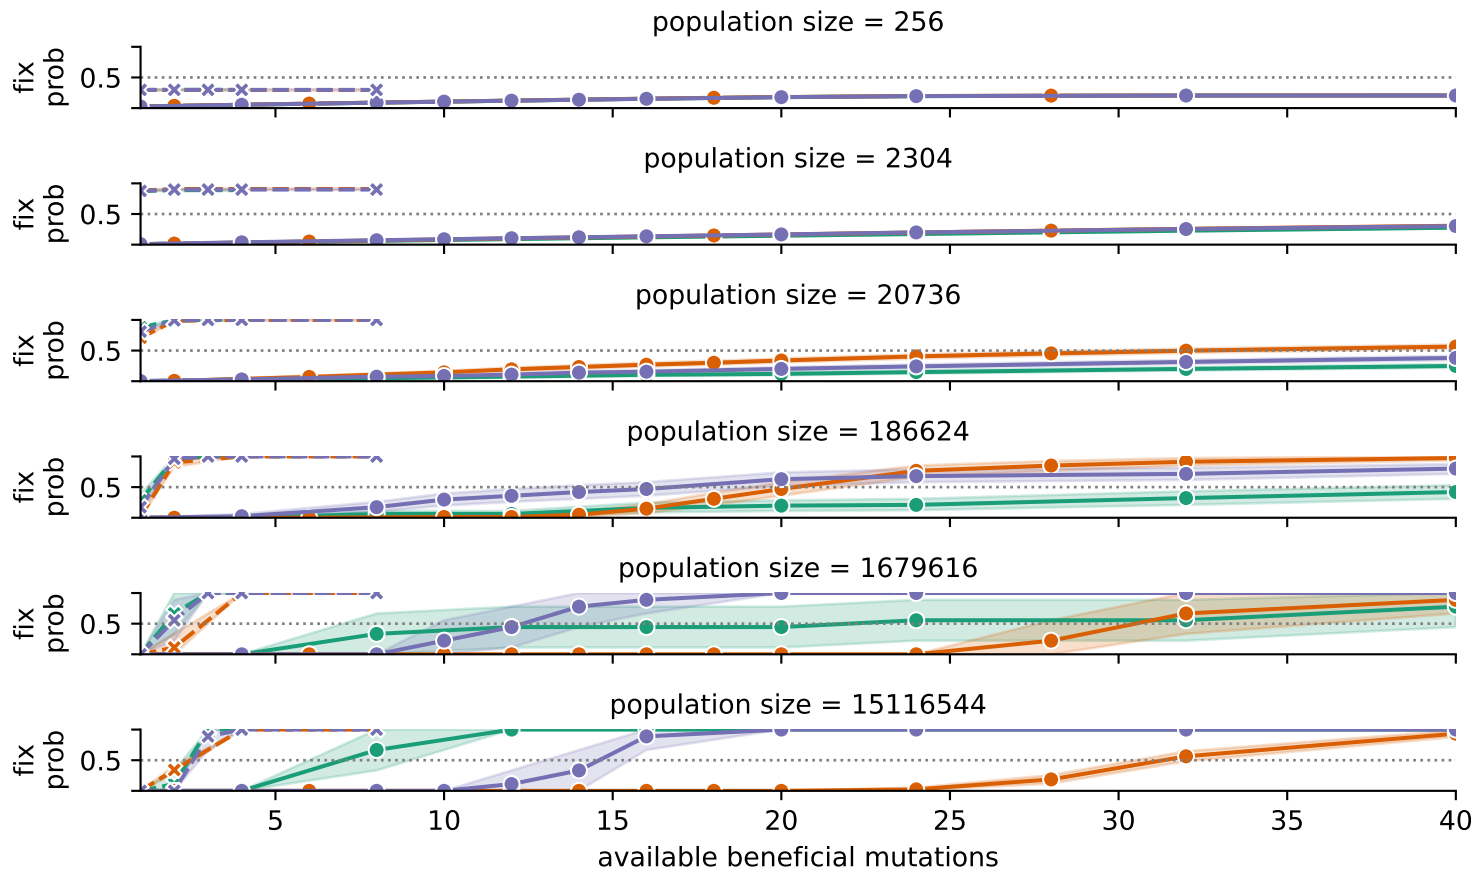 population size = 256
fix
prob
0.5
population size = 2304
fix
prob
0.5
population size = 20736
fix
prob
0.5
population size = 186624
fix
prob
0.5
population size = 1679616
fix
prob
0.5
population size = 15116544
fix
prob
0.5
5 10 15 20 25 30 35 40
available beneficial mutations